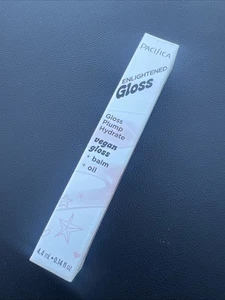 PACIFICA
ENLIGHTENED
Gloss
Gloss
Plump
Hydrate
vegan
gloss
+ balm
+ oil
4.4 mL • 0.14 fl oz